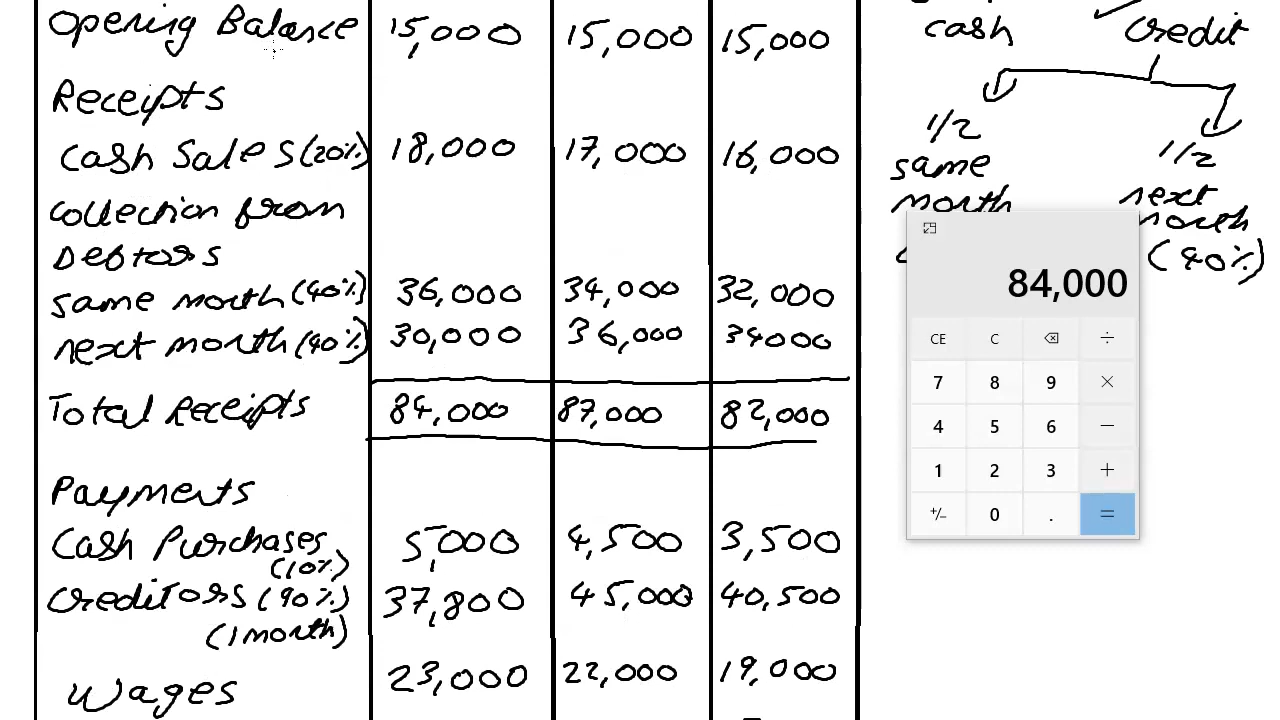 Opening Balance 15,000 15,000 15,000
Receipts
Cash Sales (20%) 18,000 17,000 16,000
Collection from
Debtors
same month (40%) 36,000 34,000 32,000
next month (40%) 30,000 36,000 34000
Total Receipts 84,000 87,000 82,000
Payments
Cash Purchases 5,000 4,500 3,500
(10%)
Creditors (90%) 37,800 45,000 40,500
(1 month)
Wages 23,000 22,000 19,000
cash credit
1/2 1/2
same next
month month
(40%)
84,000
CE C ⌫ ÷
7 8 9 ×
4 5 6 −
1 2 3 +
+/− 0 . =